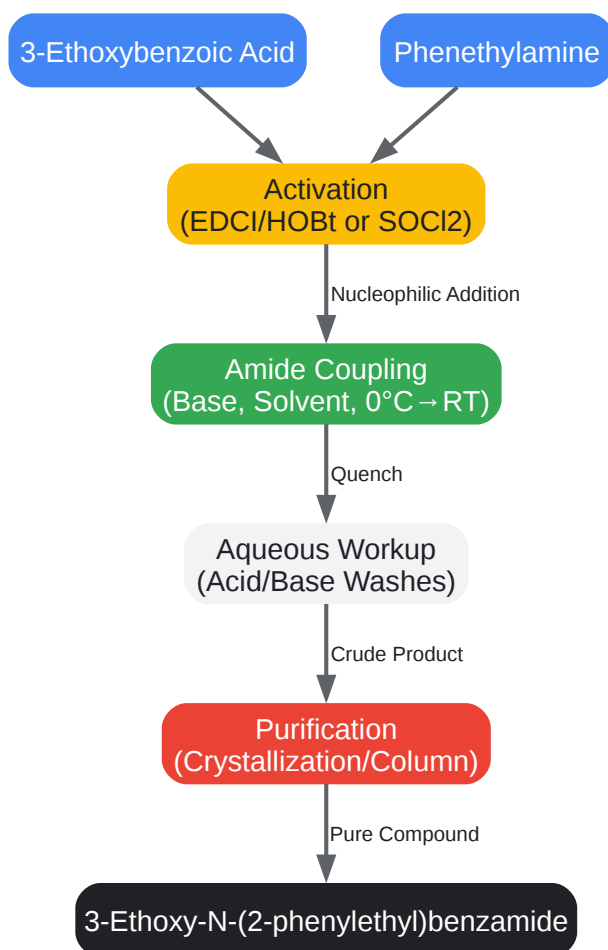 3-Ethoxybenzoic Acid
Phenethylamine
Activation
(EDCI/HOBt or SOCl2)
Nucleophilic Addition
Amide Coupling
(Base, Solvent, 0°C→RT)
Quench
Aqueous Workup
(Acid/Base Washes)
Crude Product
Purification
(Crystallization/Column)
Pure Compound
3-Ethoxy-N-(2-phenylethyl)benzamide